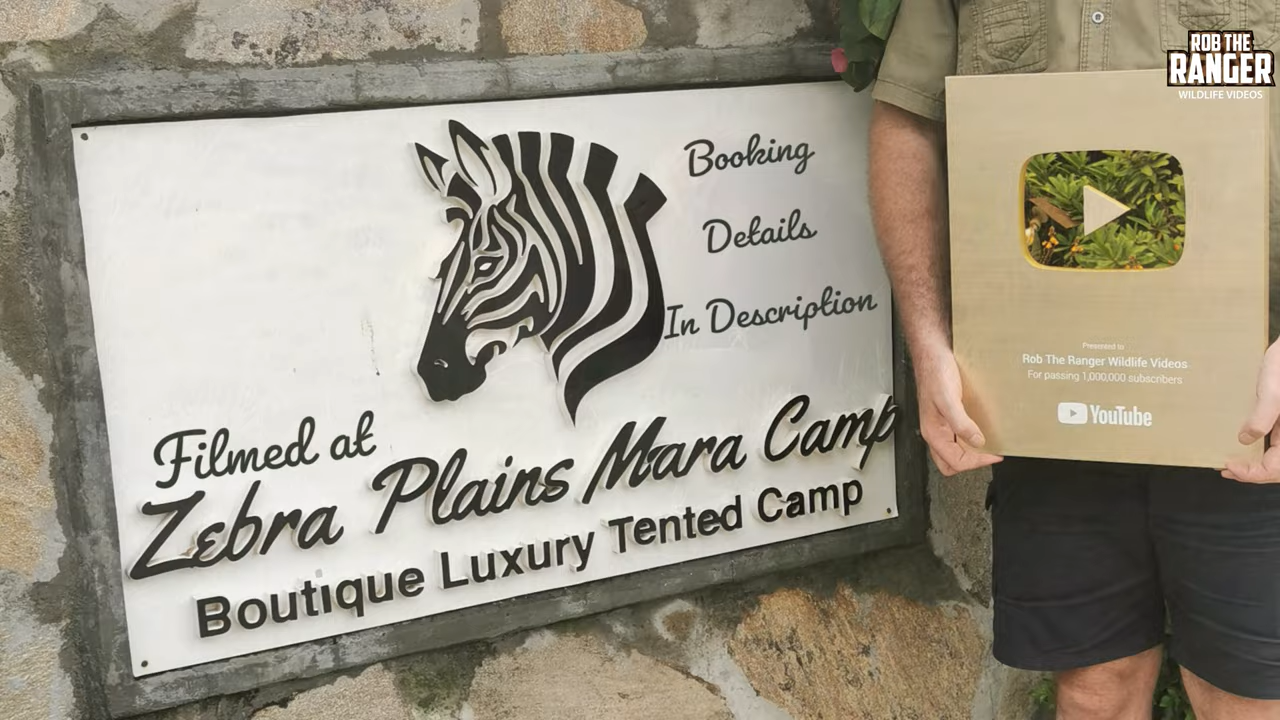 ROB THE
RANGER
WILDLIFE VIDEOS
Booking
Details
In Description
Filmed at
Zebra Plains Mara Camp
Boutique Luxury Tented Camp
Presented to
Rob The Ranger Wildlife Videos
For passing 1,000,000 subscribers
YouTube